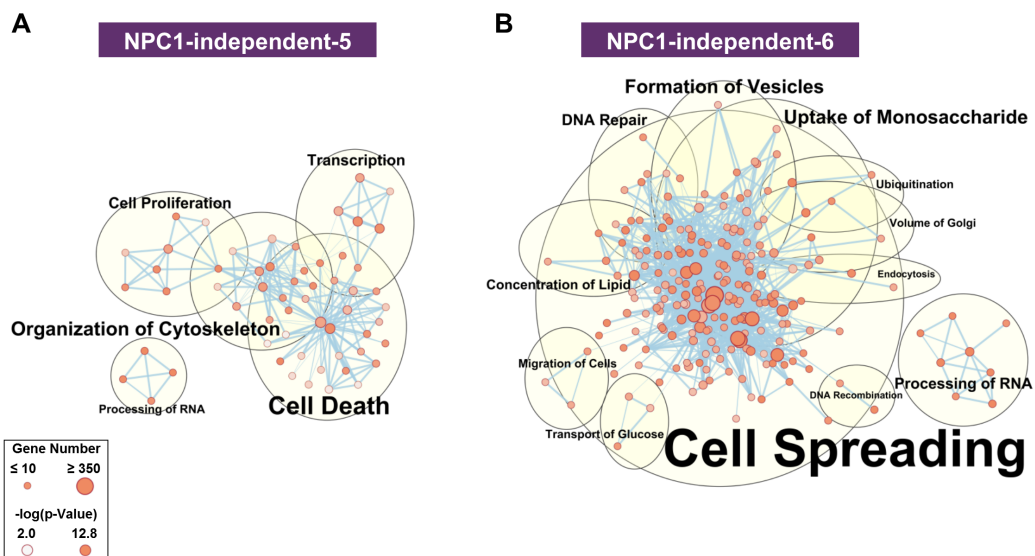 A
NPC1-independent-5
Transcription
Cell Proliferation
Organization of Cytoskeleton
Processing of RNA
Cell Death
Gene Number
≤ 10 ≥ 350
-log(p-Value)
2.0 12.8
B
NPC1-independent-6
Formation of Vesicles
DNA Repair
Uptake of Monosaccharide
Ubiquitination
Volume of Golgi
Endocytosis
Concentration of Lipid
Migration of Cells
Processing of RNA
DNA Recombination
Transport of Glucose
Cell Spreading